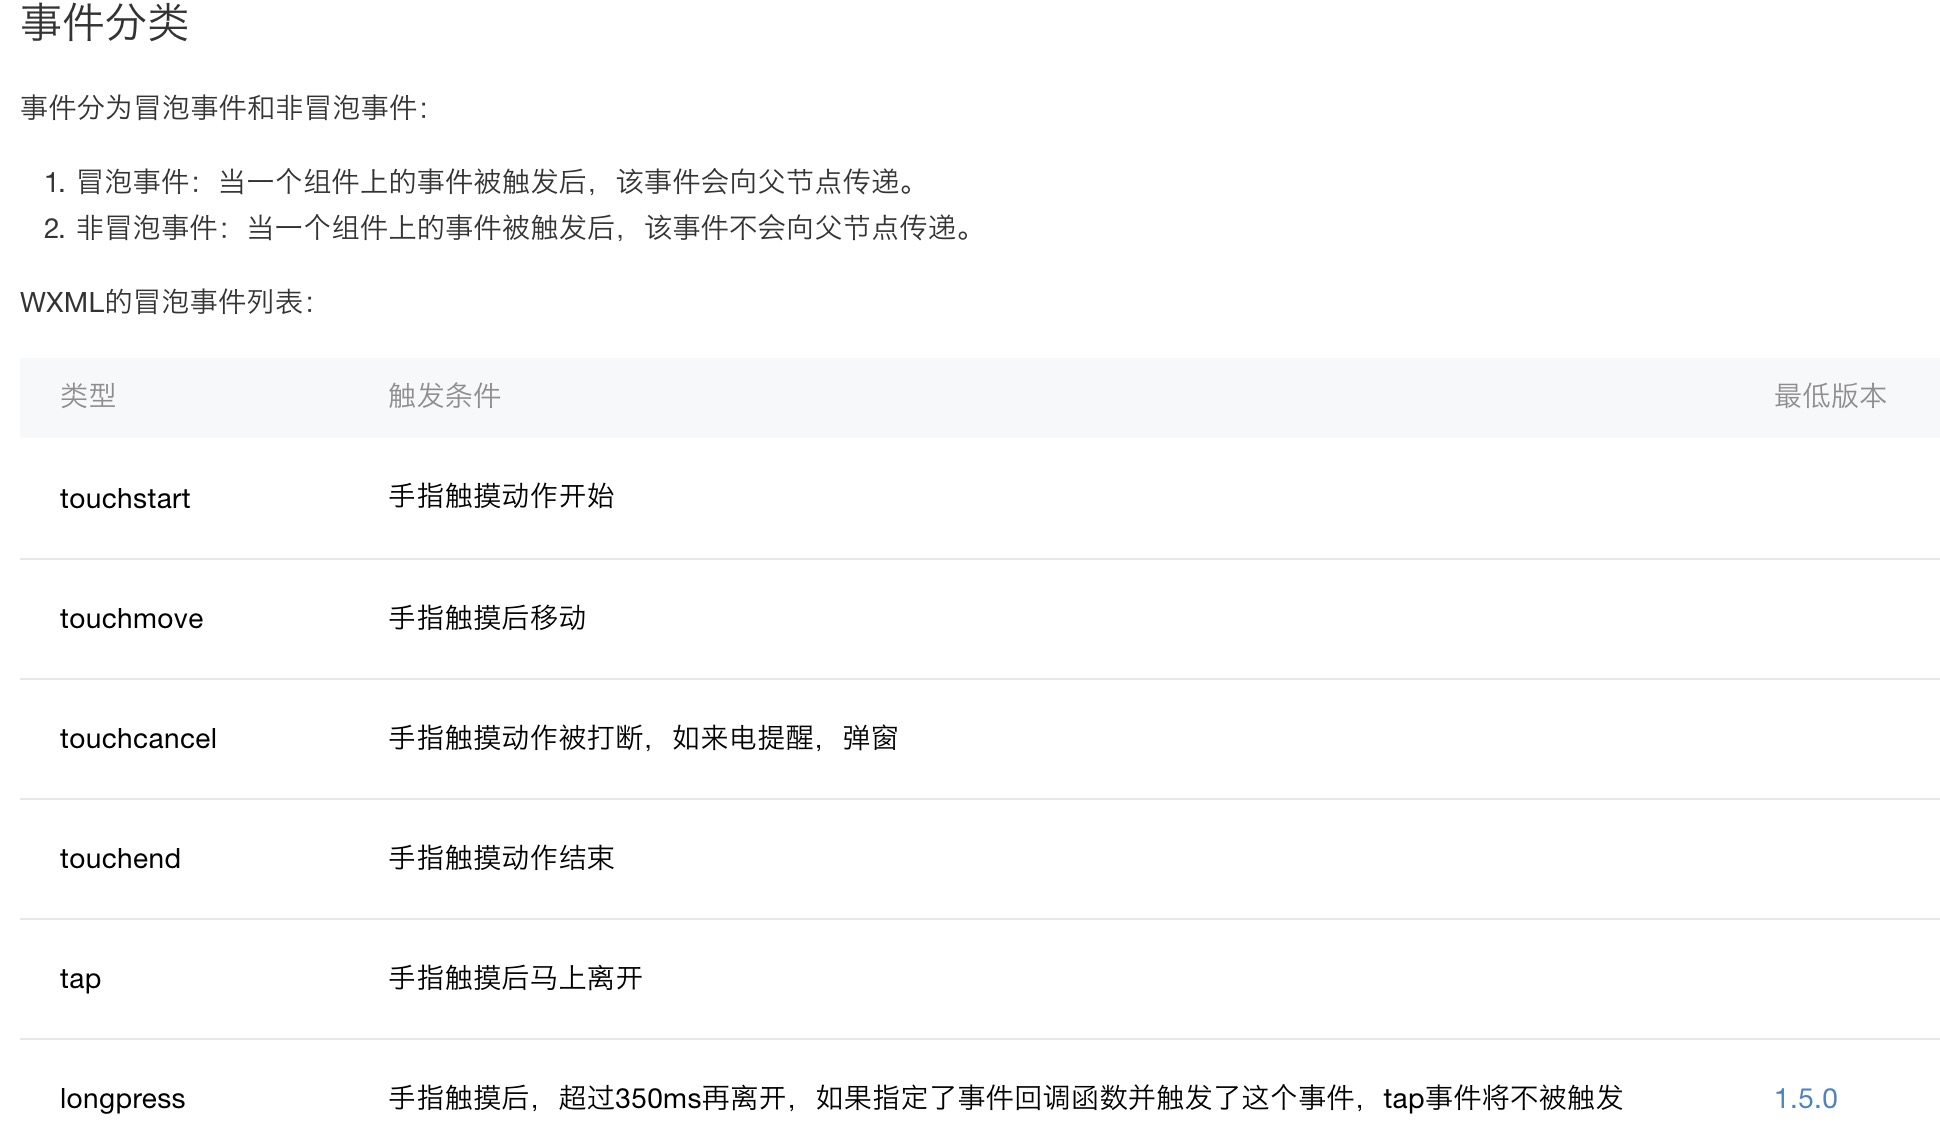 事件分类
事件分为冒泡事件和非冒泡事件：
1. 冒泡事件：当一个组件上的事件被触发后，该事件会向父节点传递。
2. 非冒泡事件：当一个组件上的事件被触发后，该事件不会向父节点传递。
WXML的冒泡事件列表：
类型 触发条件 最低版本
touchstart 手指触摸动作开始
touchmove 手指触摸后移动
touchcancel 手指触摸动作被打断，如来电提醒，弹窗
touchend 手指触摸动作结束
tap 手指触摸后马上离开
longpress 手指触摸后，超过350ms再离开，如果指定了事件回调函数并触发了这个事件，tap事件将不被触发 1.5.0